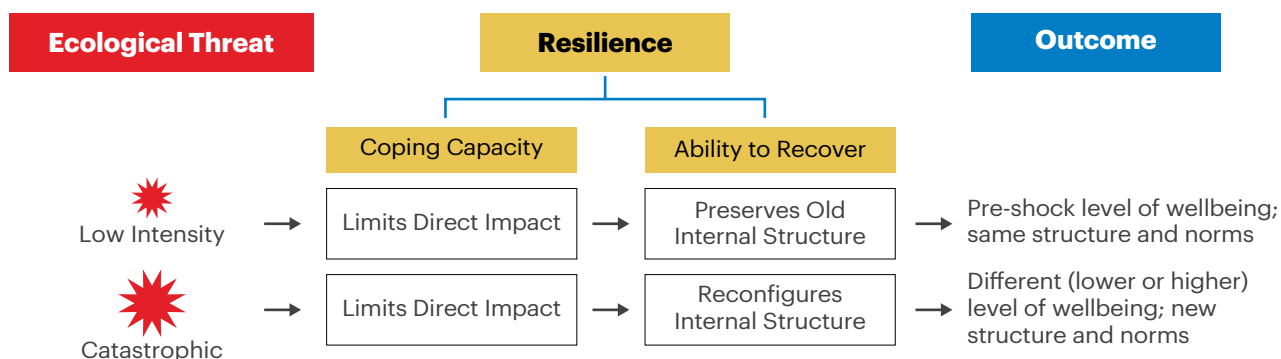 Ecological Threat
Resilience
Outcome
Coping Capacity
Ability to Recover
Low Intensity
Limits Direct Impact
Preserves Old
Internal Structure
Pre-shock level of wellbeing;
same structure and norms
Catastrophic
Limits Direct Impact
Reconfigures
Internal Structure
Different (lower or higher)
level of wellbeing; new
structure and norms